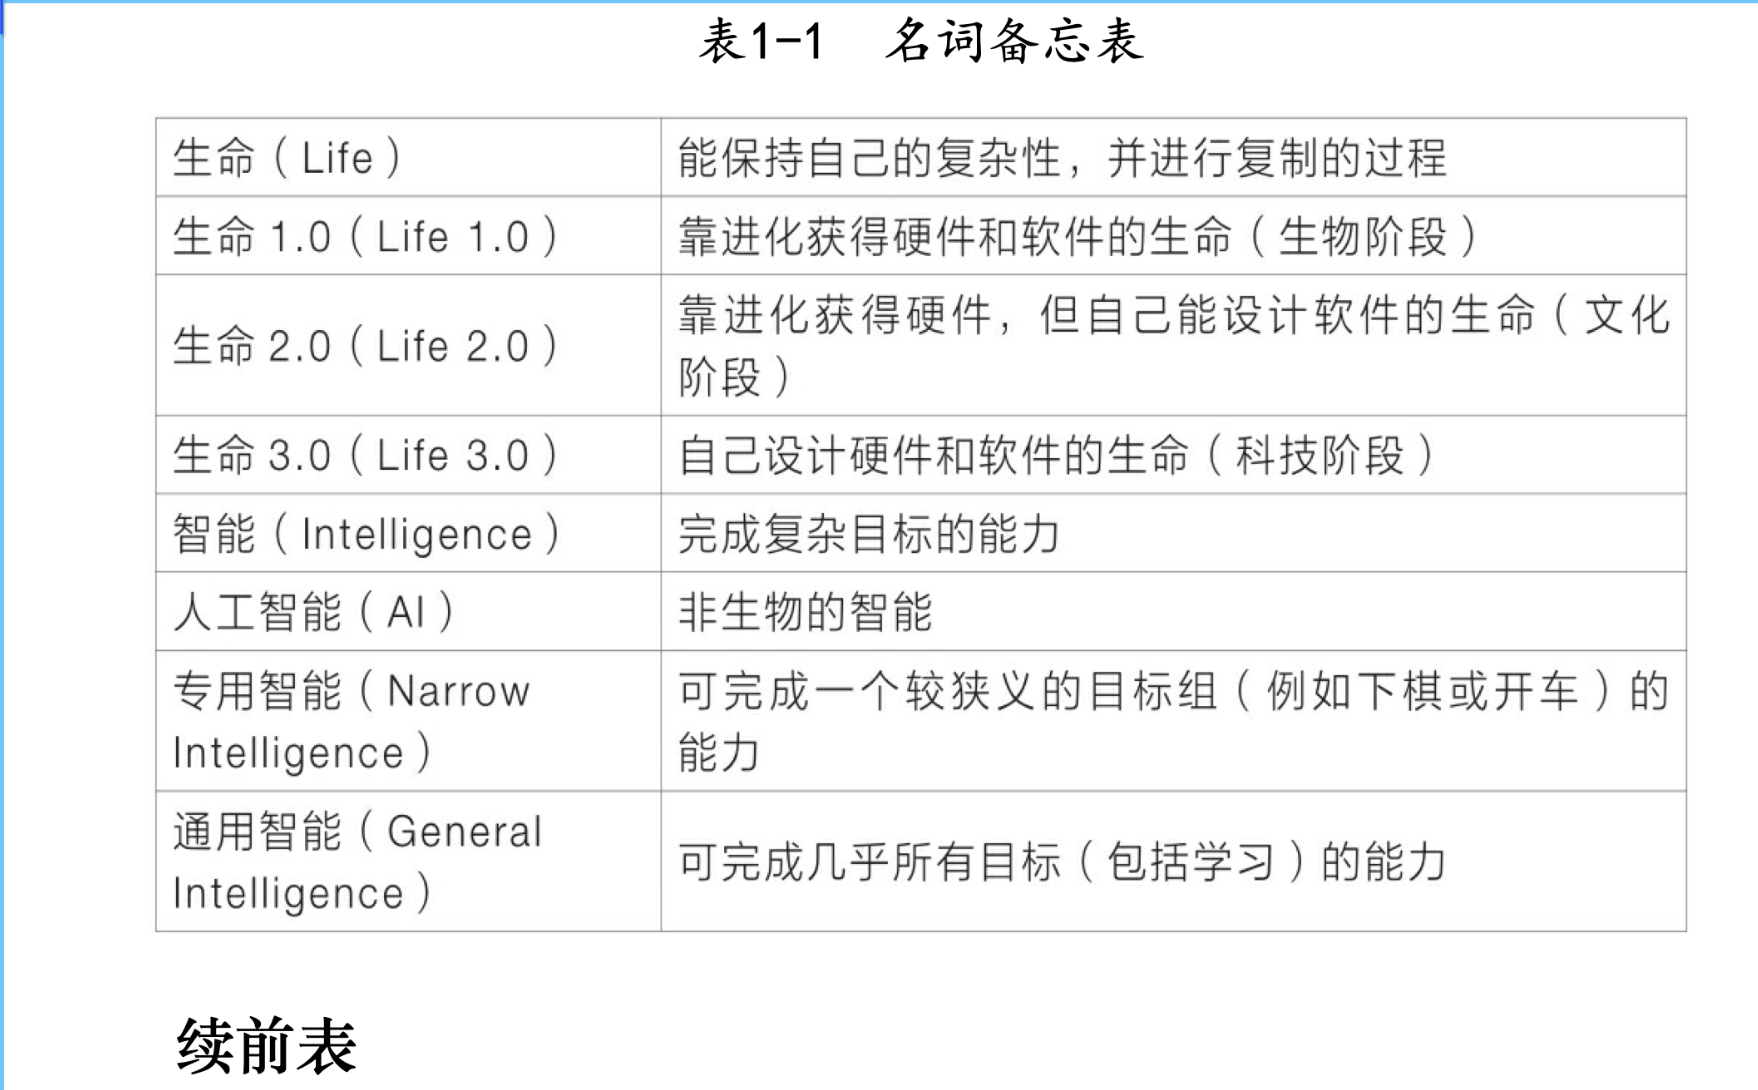 表1-1 名词备忘表
生命（Life） 能保持自己的复杂性，并进行复制的过程
生命 1.0（Life 1.0） 靠进化获得硬件和软件的生命（生物阶段）
生命 2.0（Life 2.0） 靠进化获得硬件，但自己能设计软件的生命（文化
阶段）
生命 3.0（Life 3.0） 自己设计硬件和软件的生命（科技阶段）
智能（Intelligence） 完成复杂目标的能力
人工智能（AI） 非生物的智能
专用智能（Narrow
Intelligence） 可完成一个较狭义的目标组（例如下棋或开车）的
能力
通用智能（General
Intelligence） 可完成几乎所有目标（包括学习）的能力
续前表